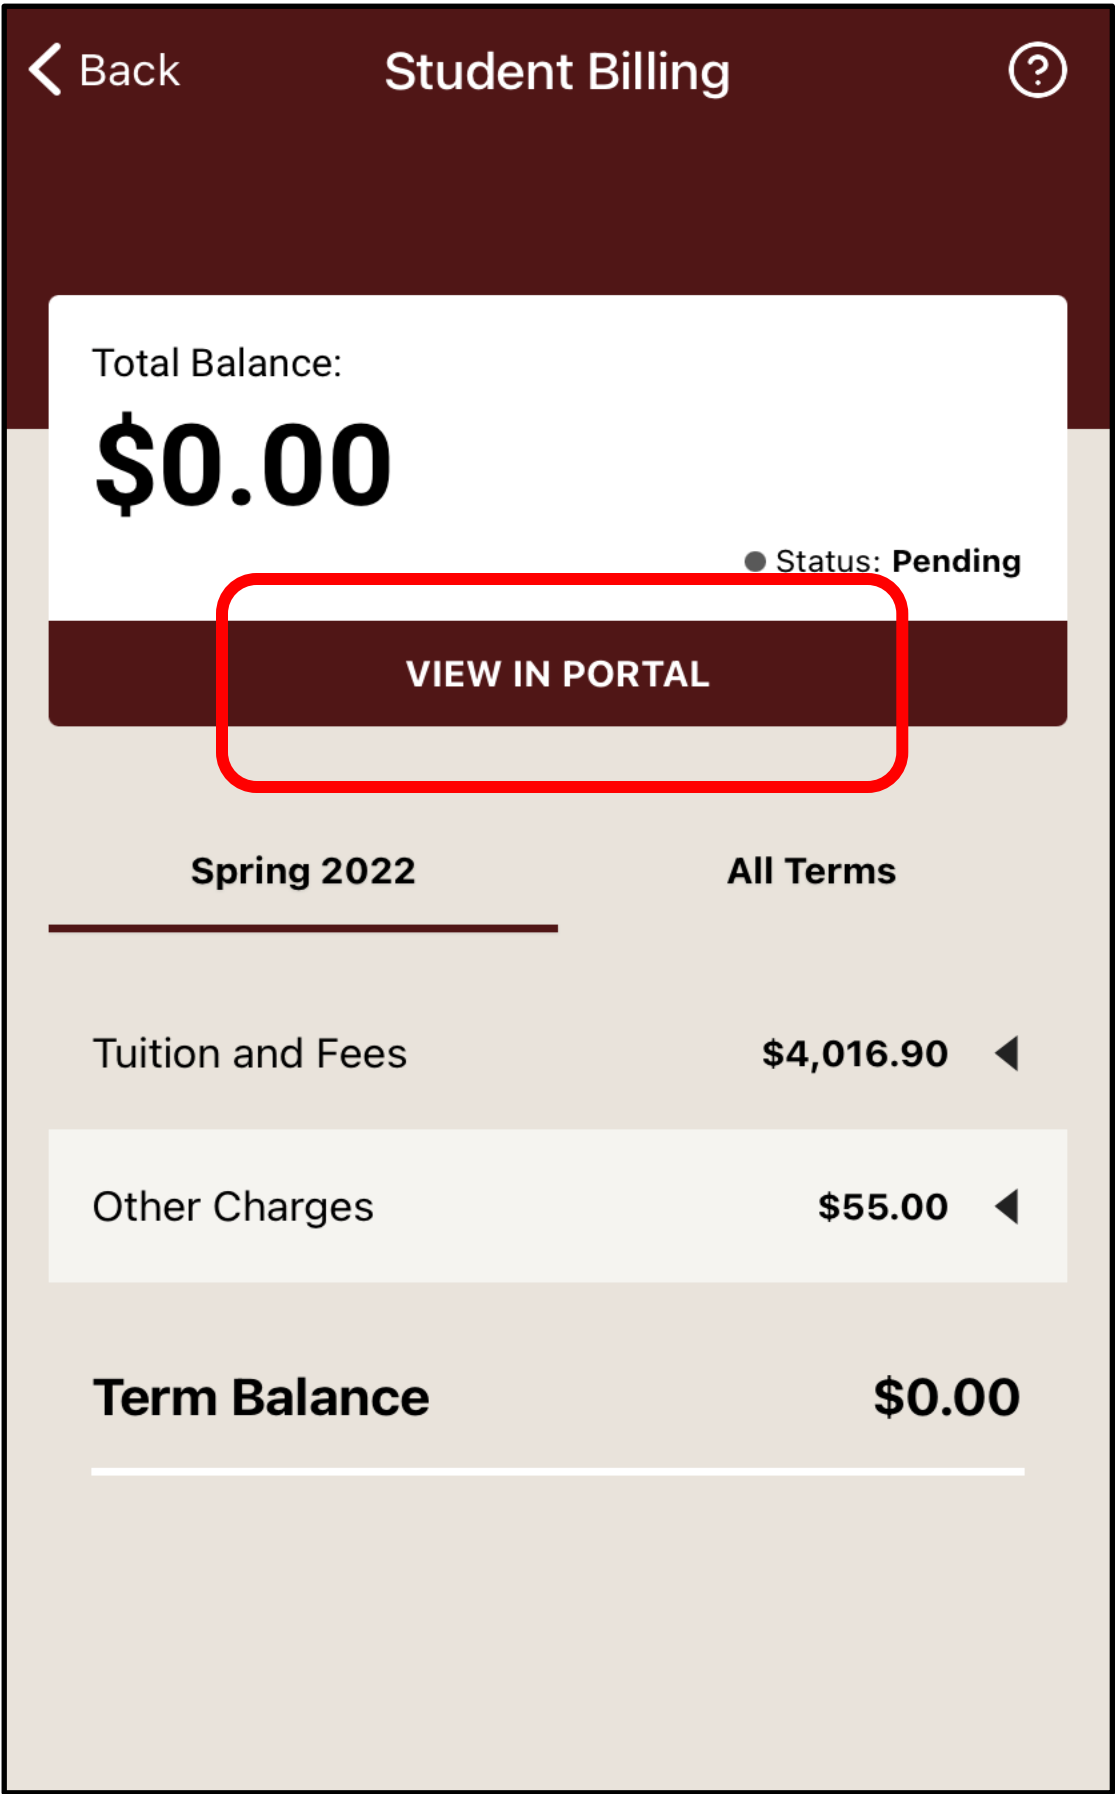 Back Student Billing ?
Total Balance:
$0.00
Status: Pending
VIEW IN PORTAL
Spring 2022 All Terms
Tuition and Fees $4,016.90
Other Charges $55.00
Term Balance $0.00